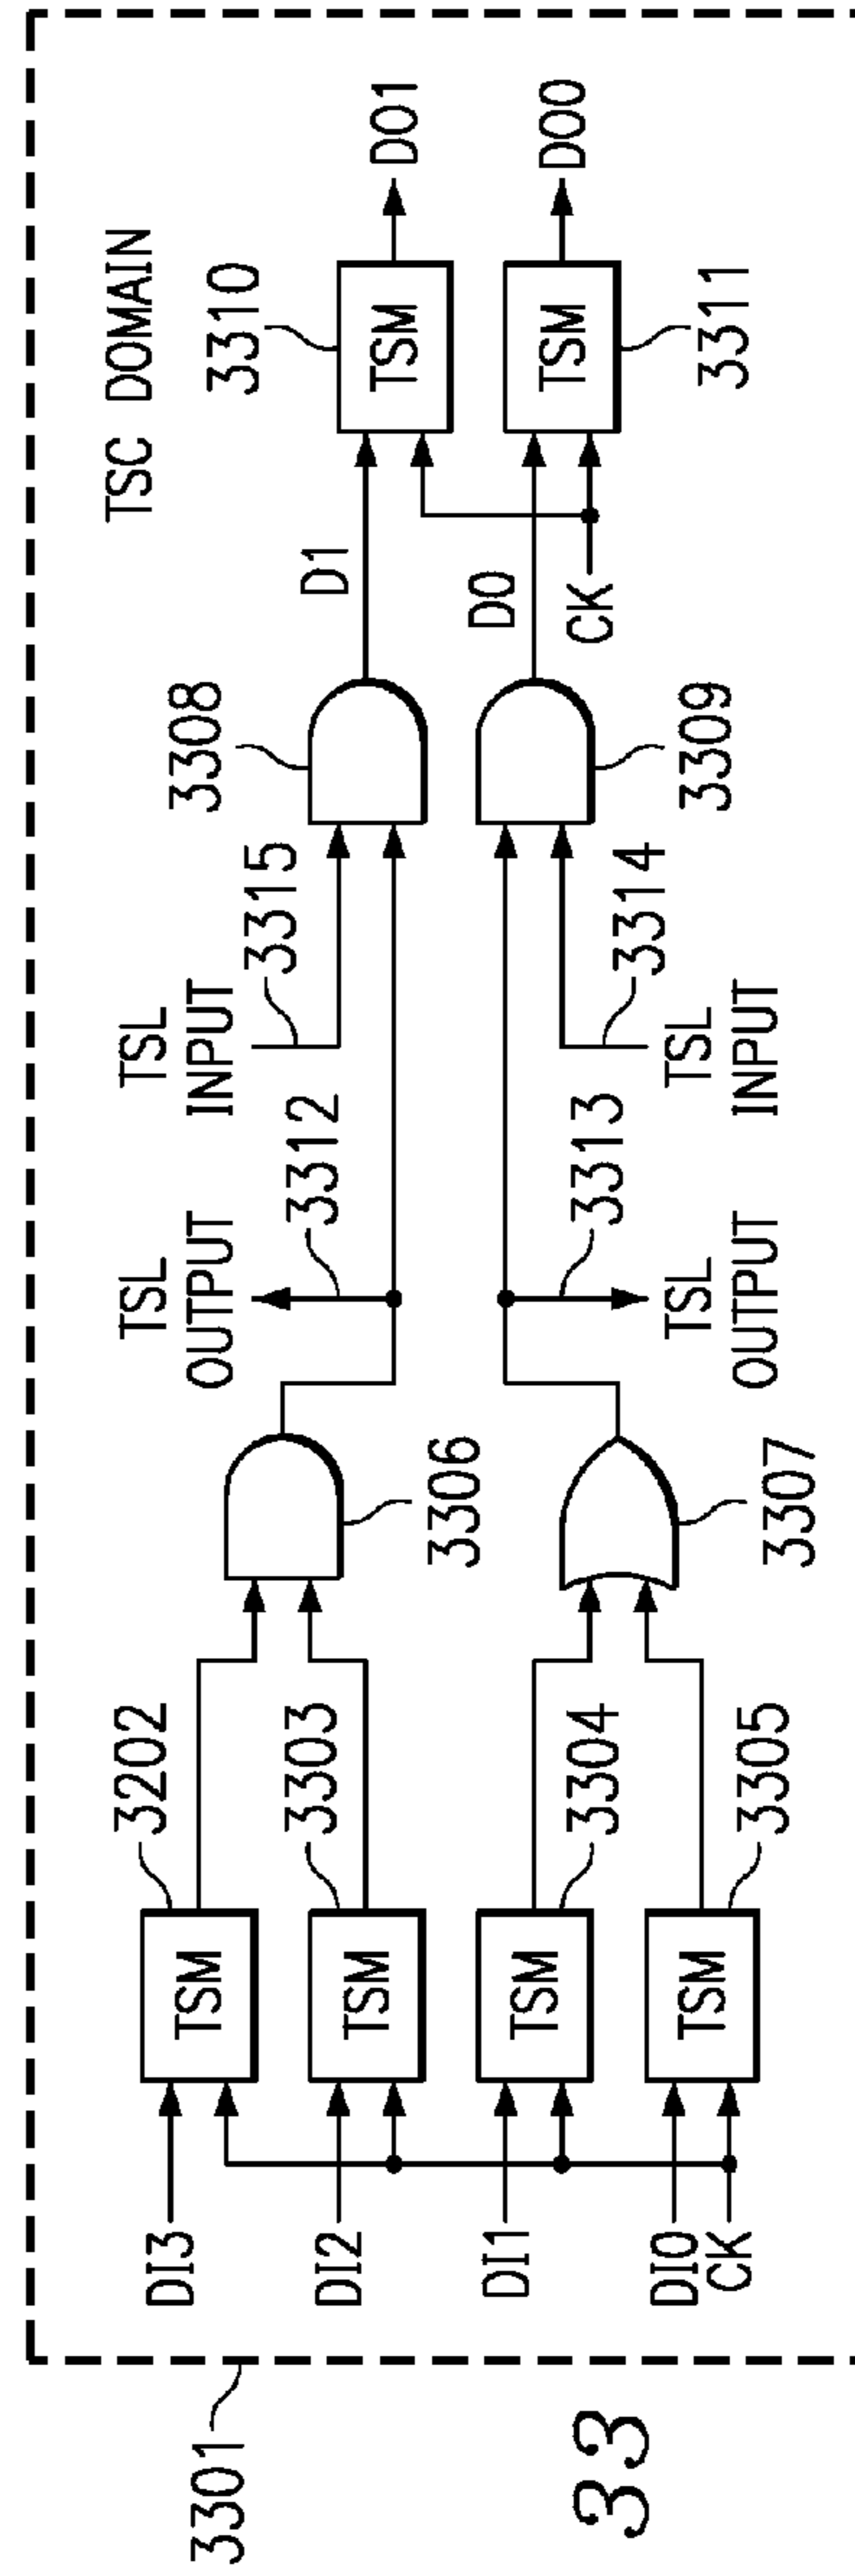 TSC DOMAIN
3202
3303
3304
3305
3306
3307
TSL
OUTPUT
3312
3313
TSL
OUTPUT
TSL
INPUT
3315
3314
TSL
INPUT
3308
3309
3310
3311
DI3
DI2
DI1
DI0
CK
TSM
TSM
TSM
TSM
D1
D0
CK
TSM
TSM
DO1
DO0
3301
33